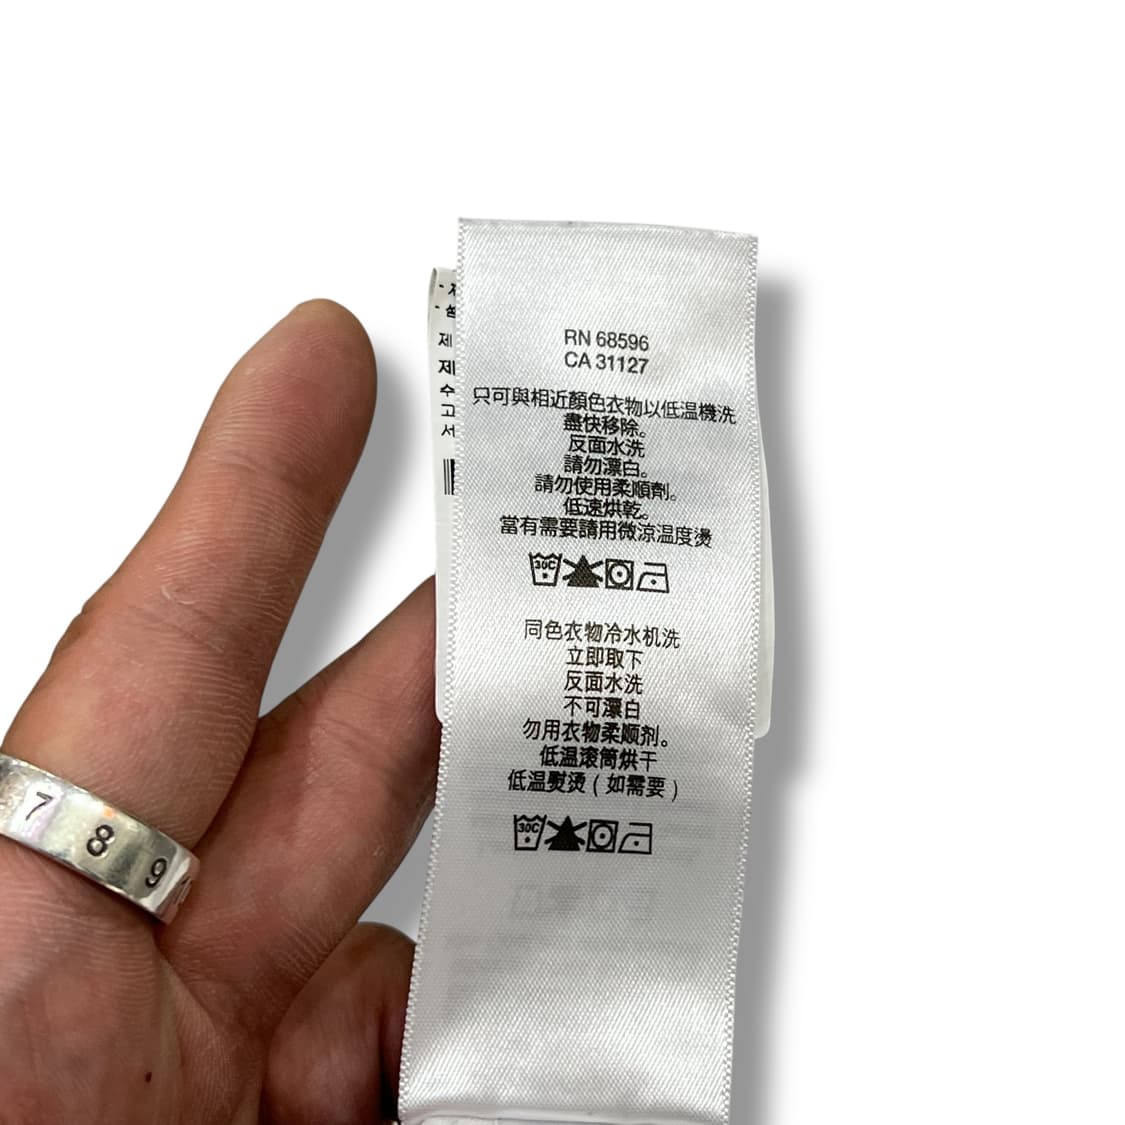 RN 68596
CA 31127
只可與相近顏色衣物以低温機洗
盡快移除。
反面水洗
請勿漂白。
請勿使用柔順劑。
低速烘乾。
當有需要請用微涼温度燙
30C
同色衣物冷水机洗
立即取下
反面水洗
不可漂白
勿用衣物柔顺剂。
低温滚筒烘干
低温熨烫 ( 如需要 )
30C
제
제
수
고
서
7 8 9